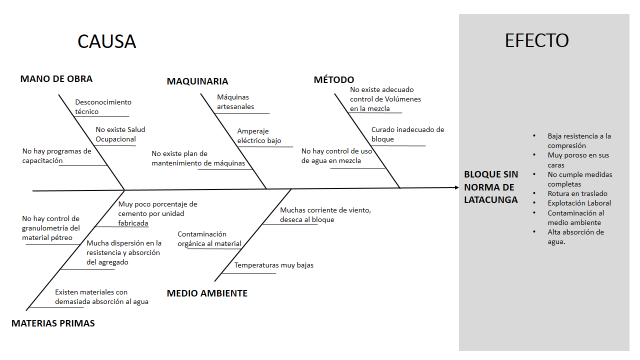 CAUSA
EFECTO
MANO DE OBRA
MAQUINARIA
MÉTODO
Desconocimiento
técnico
No existe Salud
Ocupacional
No hay programas de
capacitación
Máquinas
artesanales
Amperaje
eléctrico bajo
No existe plan de
mantenimiento de máquinas
No existe adecuado
control de Volúmenes
en la mezcla
Curado inadecuado de
bloque
No hay control de uso
de agua en mezcla
BLOQUE SIN
NORMA DE
LATACUNGA
• Baja resistencia a la
compresión
• Muy poroso en sus
caras
• No cumple medidas
completas
• Rotura en traslado
• Explotación Laboral
• Contaminación al
medio ambiente
• Alta absorción de
agua.
Muy poco porcentaje de
cemento por unidad
fabricada
No hay control de
granulometría del
material pétreo
Mucha dispersión en la
resistencia y absorción
del agregado
Existen materiales con
demasiada absorción al agua
MATERIAS PRIMAS
Muchas corriente de viento,
deseca al bloque
Contaminación
orgánica al material
Temperaturas muy bajas
MEDIO AMBIENTE